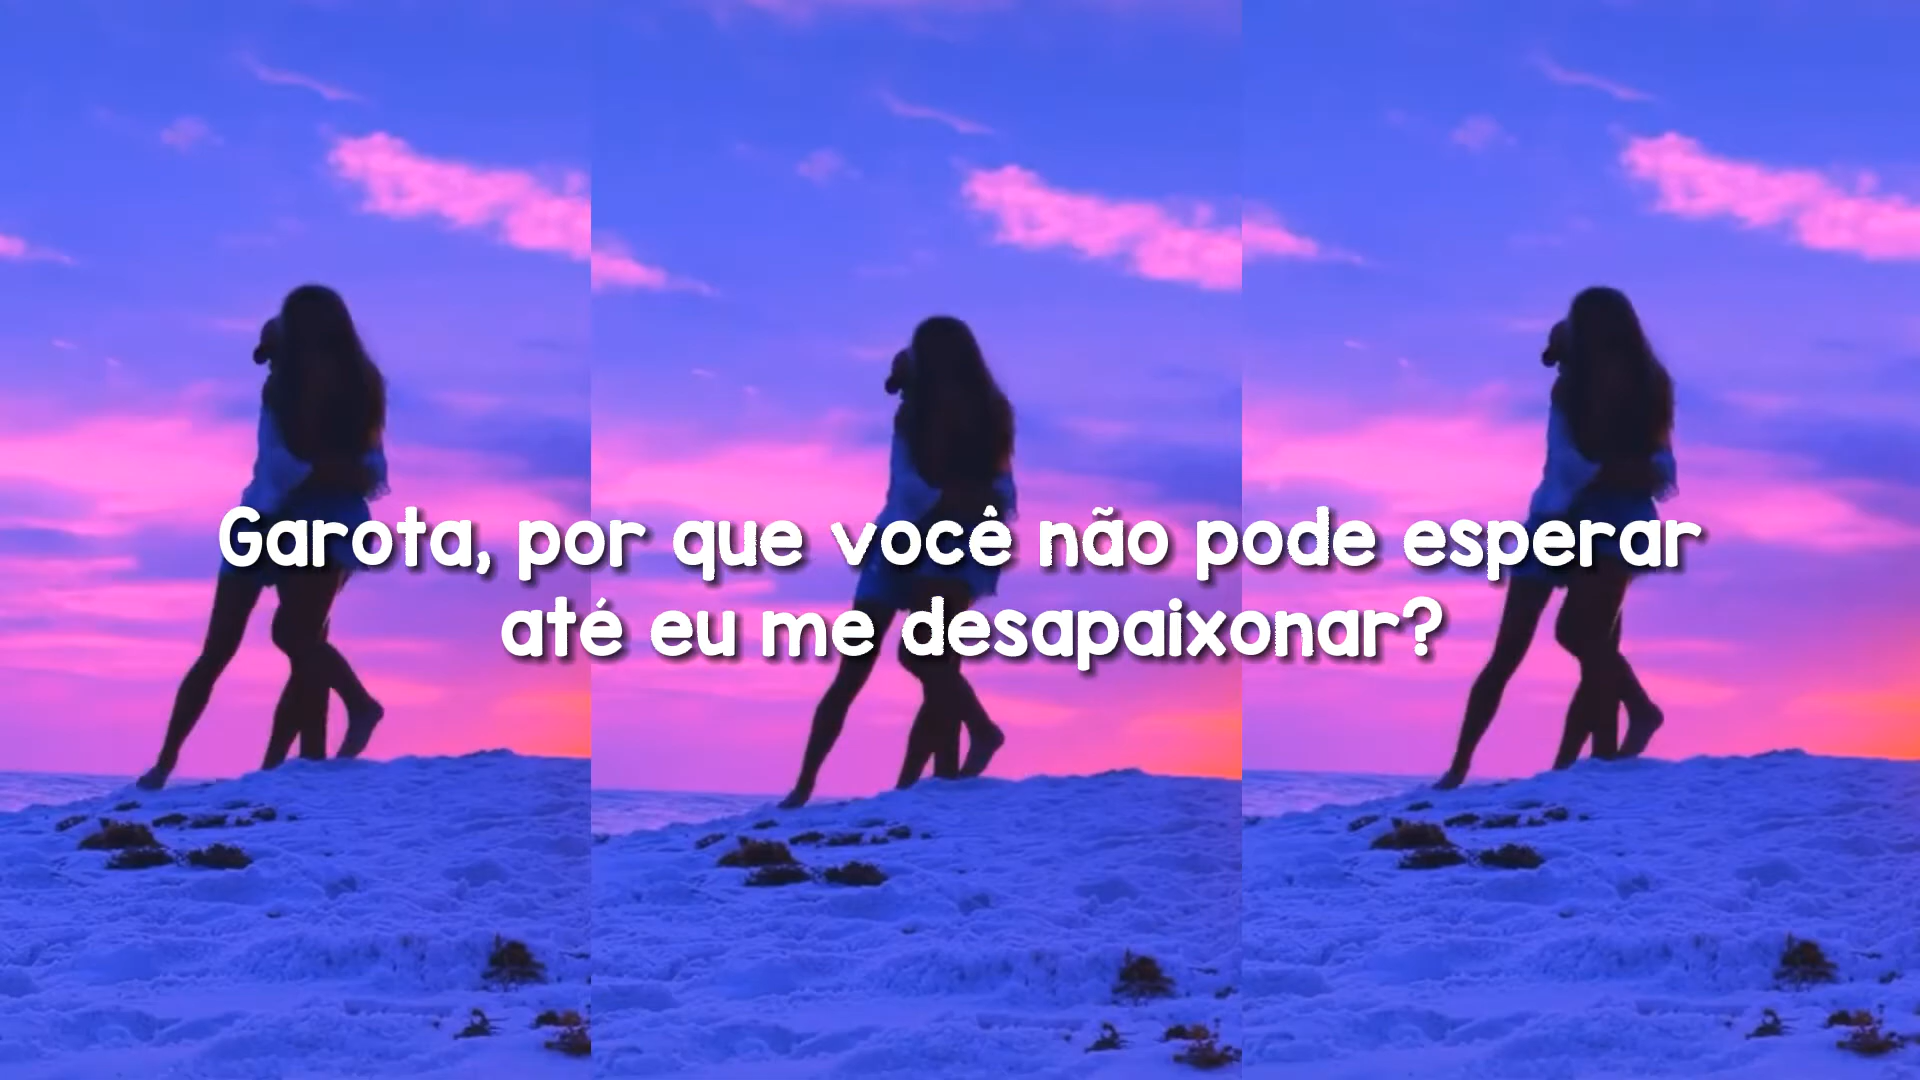 Garota, por que você não pode esperar
até eu me desapaixonar?